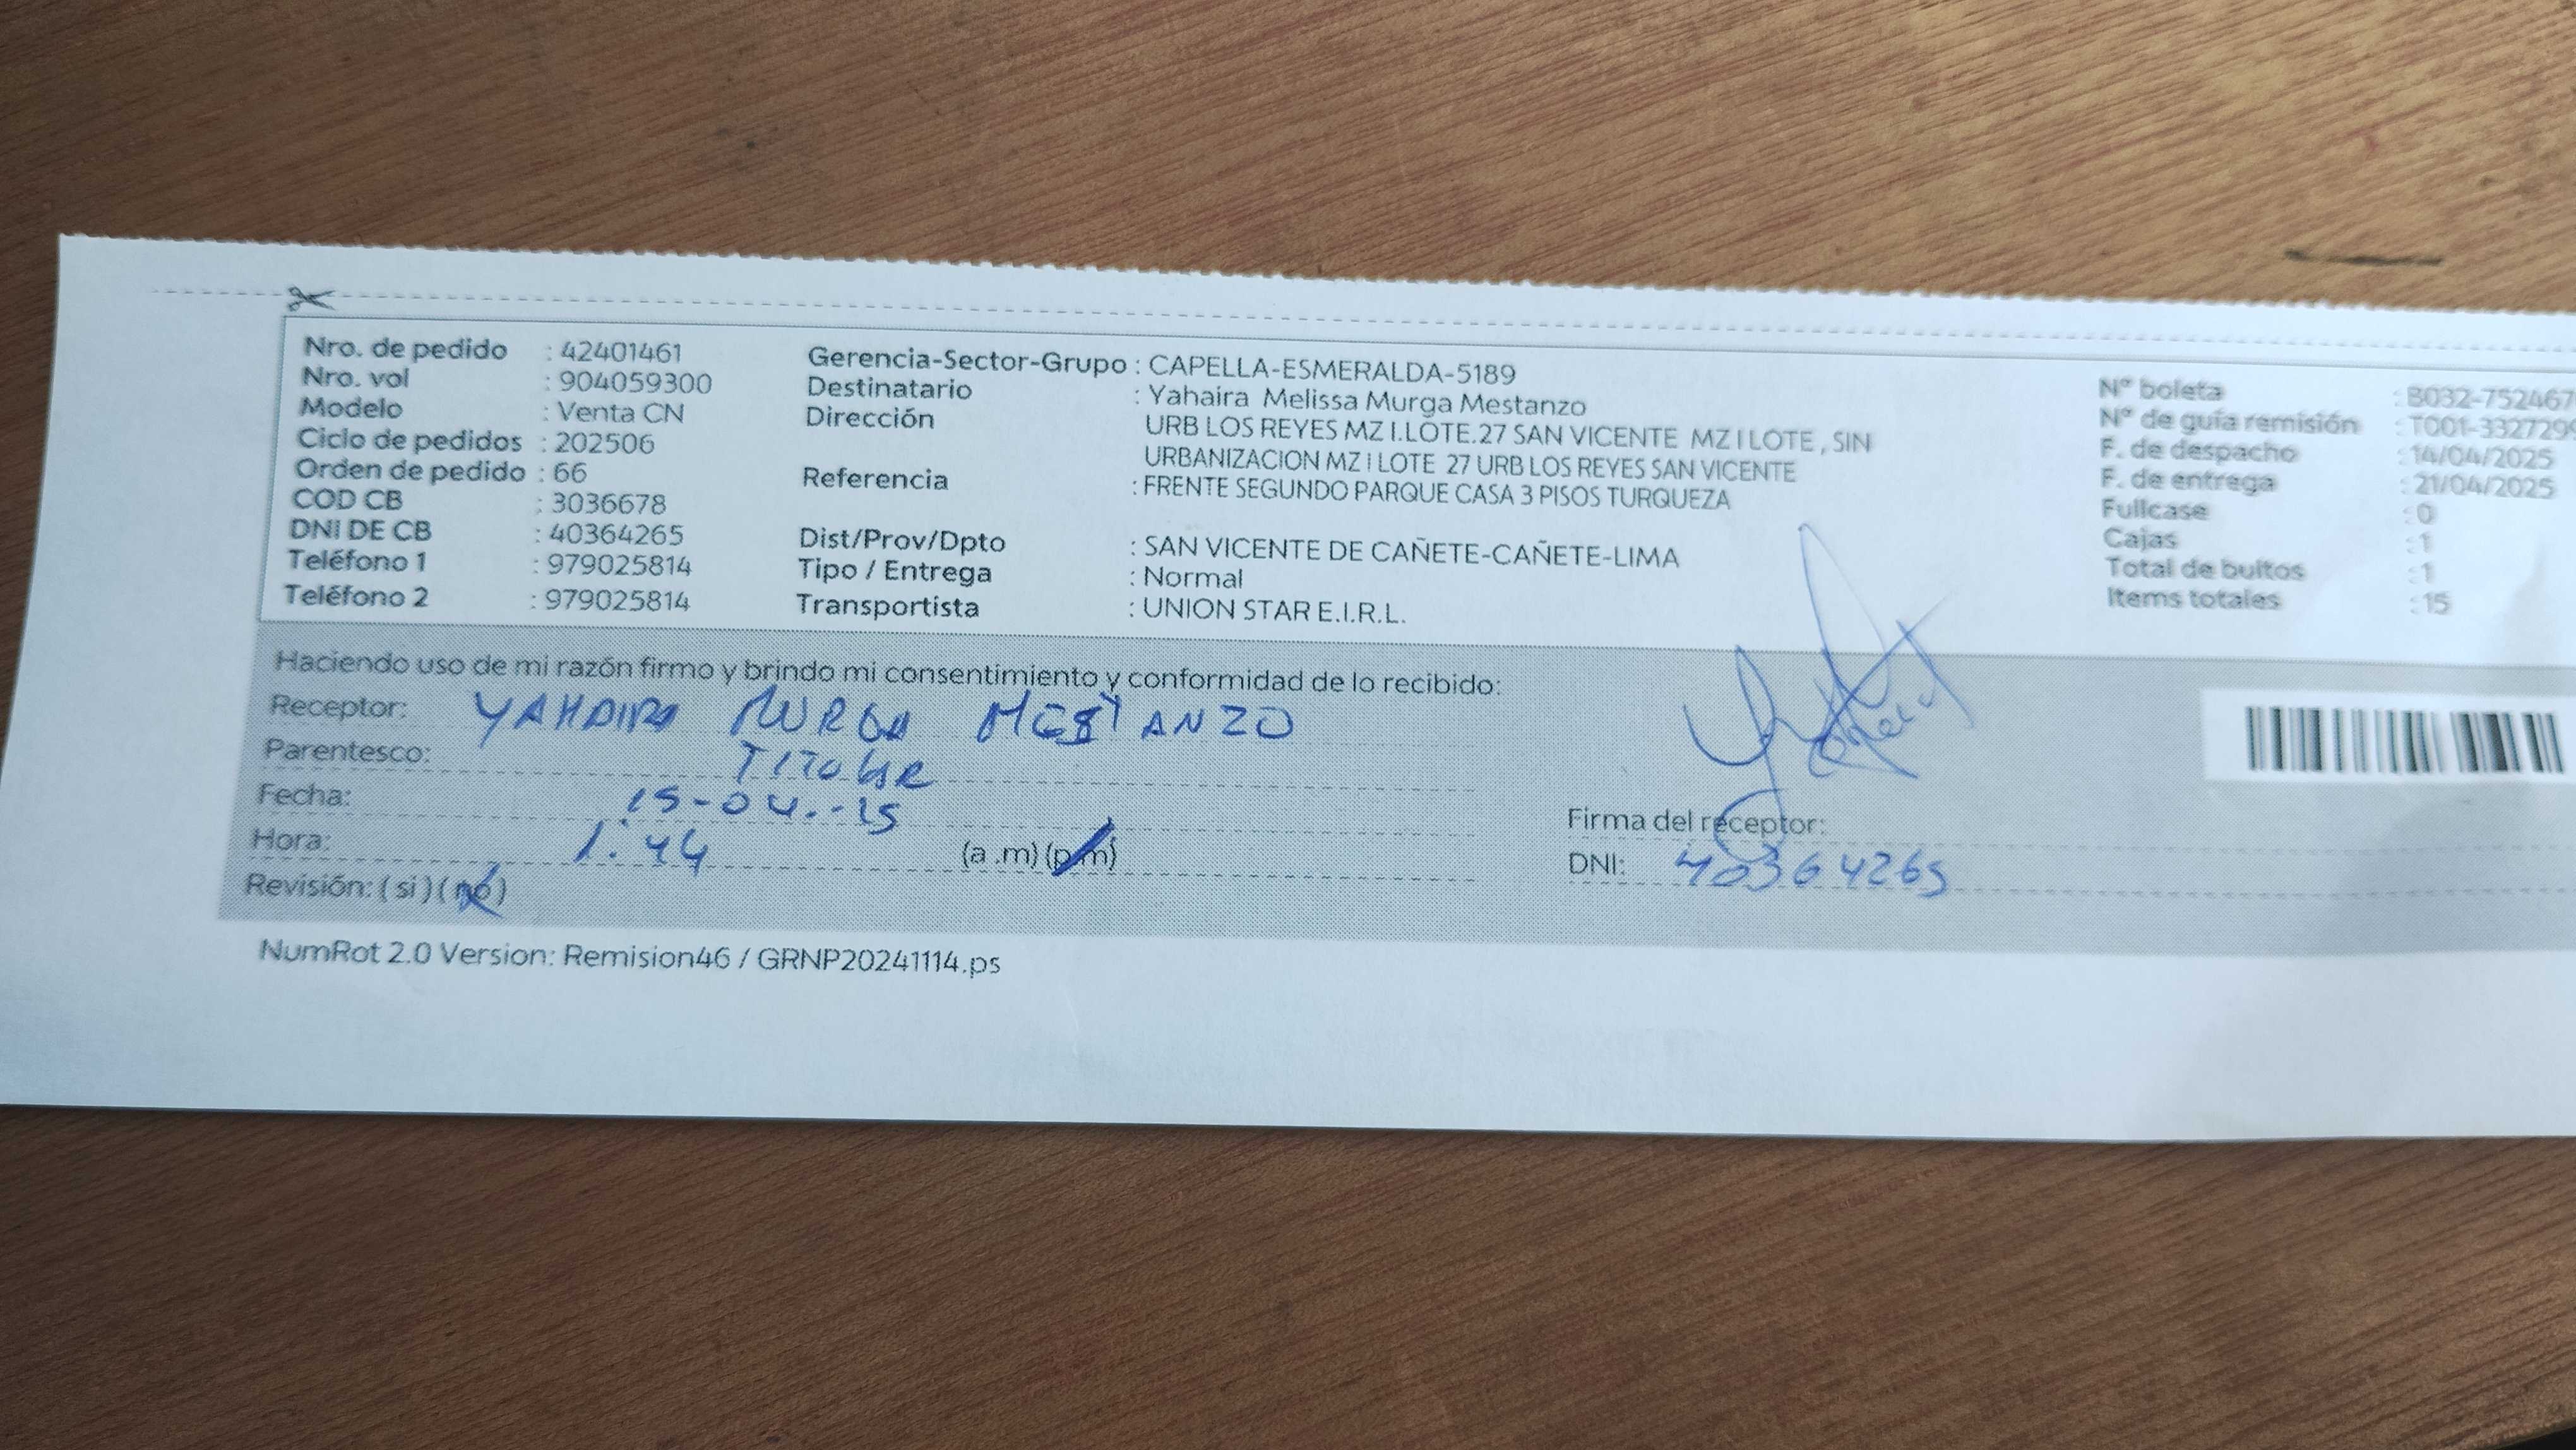 Nro. de pedido : 42401461
Nro. vol : 904059300
Modelo : Venta CN
Ciclo de pedidos : 202506
Orden de pedido : 66
COD CB : 3036678
DNI DE CB : 40364265
Teléfono 1 : 979025814
Teléfono 2 : 979025814
Gerencia-Sector-Grupo : CAPELLA-ESMERALDA-5189
Destinatario : Yahaira Melissa Murga Mestanzo
Dirección URB LOS REYES MZ I.LOTE.27 SAN VICENTE MZ I LOTE , SIN
URBANIZACION MZ I LOTE 27 URB LOS REYES SAN VICENTE
Referencia : FRENTE SEGUNDO PARQUE CASA 3 PISOS TURQUEZA
Dist/Prov/Dpto : SAN VICENTE DE CAÑETE-CAÑETE-LIMA
Tipo / Entrega : Normal
Transportista : UNION STAR E.I.R.L.
Nº boleta : B032-752467
Nº de guía remisión : T001-3327299
F. de despacho : 14/04/2025
F. de entrega : 21/04/2025
Fullcase : 0
Cajas : 1
Total de bultos : 1
Items totales : 15
Haciendo uso de mi razón firmo y brindo mi consentimiento y conformidad de lo recibido:
Receptor: YAHAIRA MURGA MESTANZO
Parentesco: TITULAR
Fecha: 15-04.-25
Hora: 1:44 (a .m) (p.m)
Revisión: ( si ) ( no )
Firma del receptor:
DNI: 40364265
NumRot 2.0 Version: Remision46 / GRNP20241114.ps